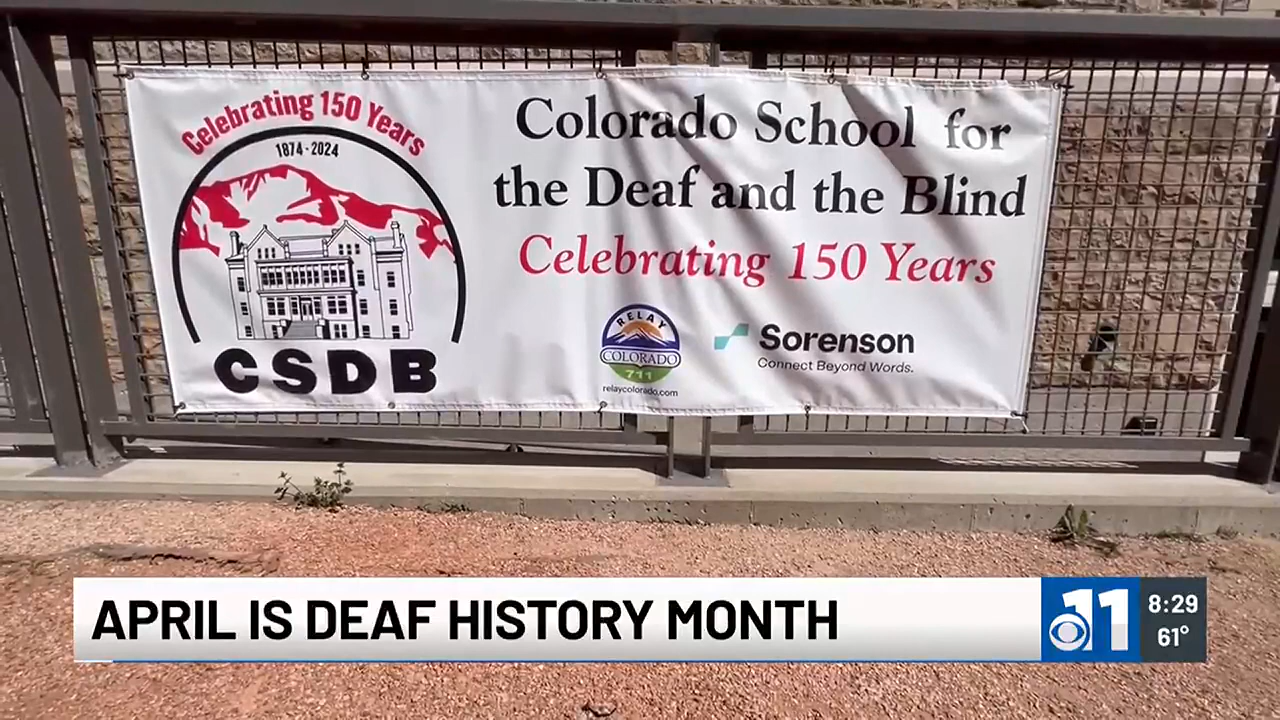 Celebrating 150 Years
1874-2024
CSDB
Colorado School for
the Deaf and the Blind
Celebrating 150 Years
RELAY
COLORADO
711
relaycolorado.com
Sorenson
Connect Beyond Words.
APRIL IS DEAF HISTORY MONTH
11
8:29
61°